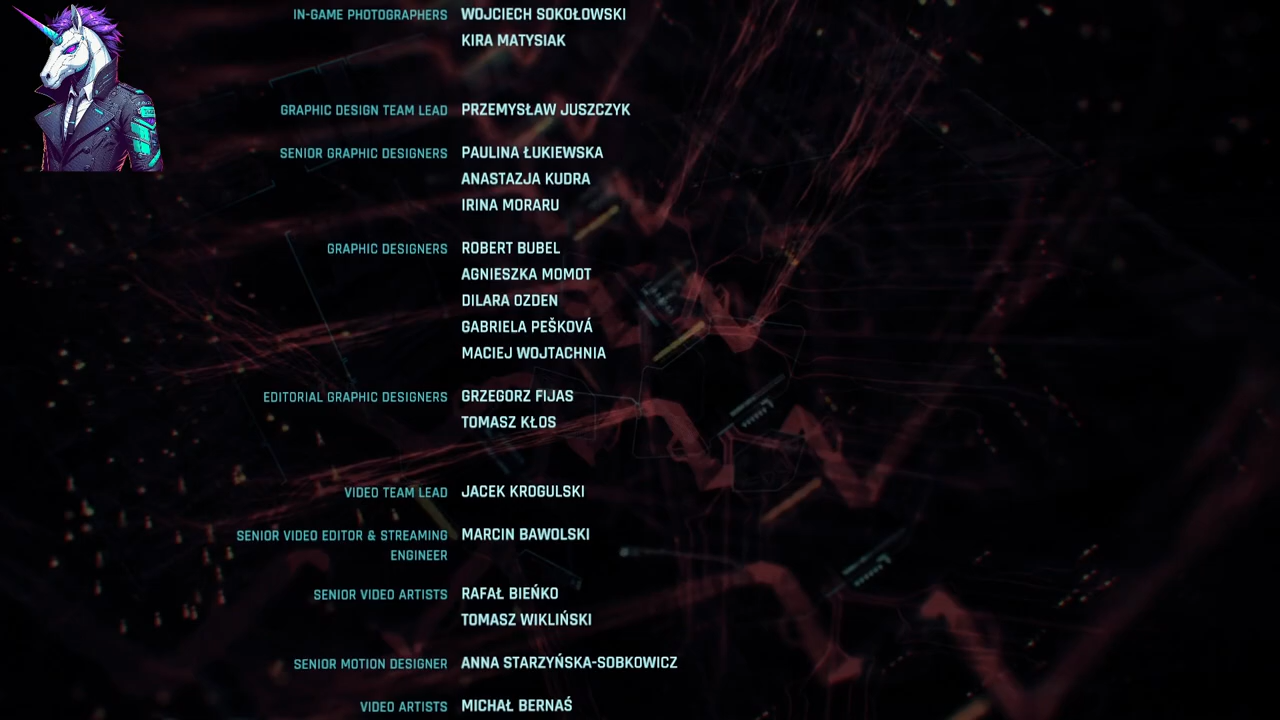 IN-GAME PHOTOGRAPHERS WOJCIECH SOKOŁOWSKI
KIRA MATYSIAK
GRAPHIC DESIGN TEAM LEAD PRZEMYSŁAW JUSZCZYK
SENIOR GRAPHIC DESIGNERS PAULINA ŁUKIEWSKA
ANASTAZJA KUDRA
IRINA MORARU
GRAPHIC DESIGNERS ROBERT BUBEL
AGNIESZKA MOMOT
DILARA OZDEN
GABRIELA PEŠKOVÁ
MACIEJ WOJTACHNIA
EDITORIAL GRAPHIC DESIGNERS GRZEGORZ FIJAS
TOMASZ KŁOS
VIDEO TEAM LEAD JACEK KROGULSKI
SENIOR VIDEO EDITOR & STREAMING MARCIN BAWOLSKI
ENGINEER
SENIOR VIDEO ARTISTS RAFAŁ BIEŃKO
TOMASZ WIKLIŃSKI
SENIOR MOTION DESIGNER ANNA STARZYŃSKA-SOBKOWICZ
VIDEO ARTISTS MICHAŁ BERNAŚ